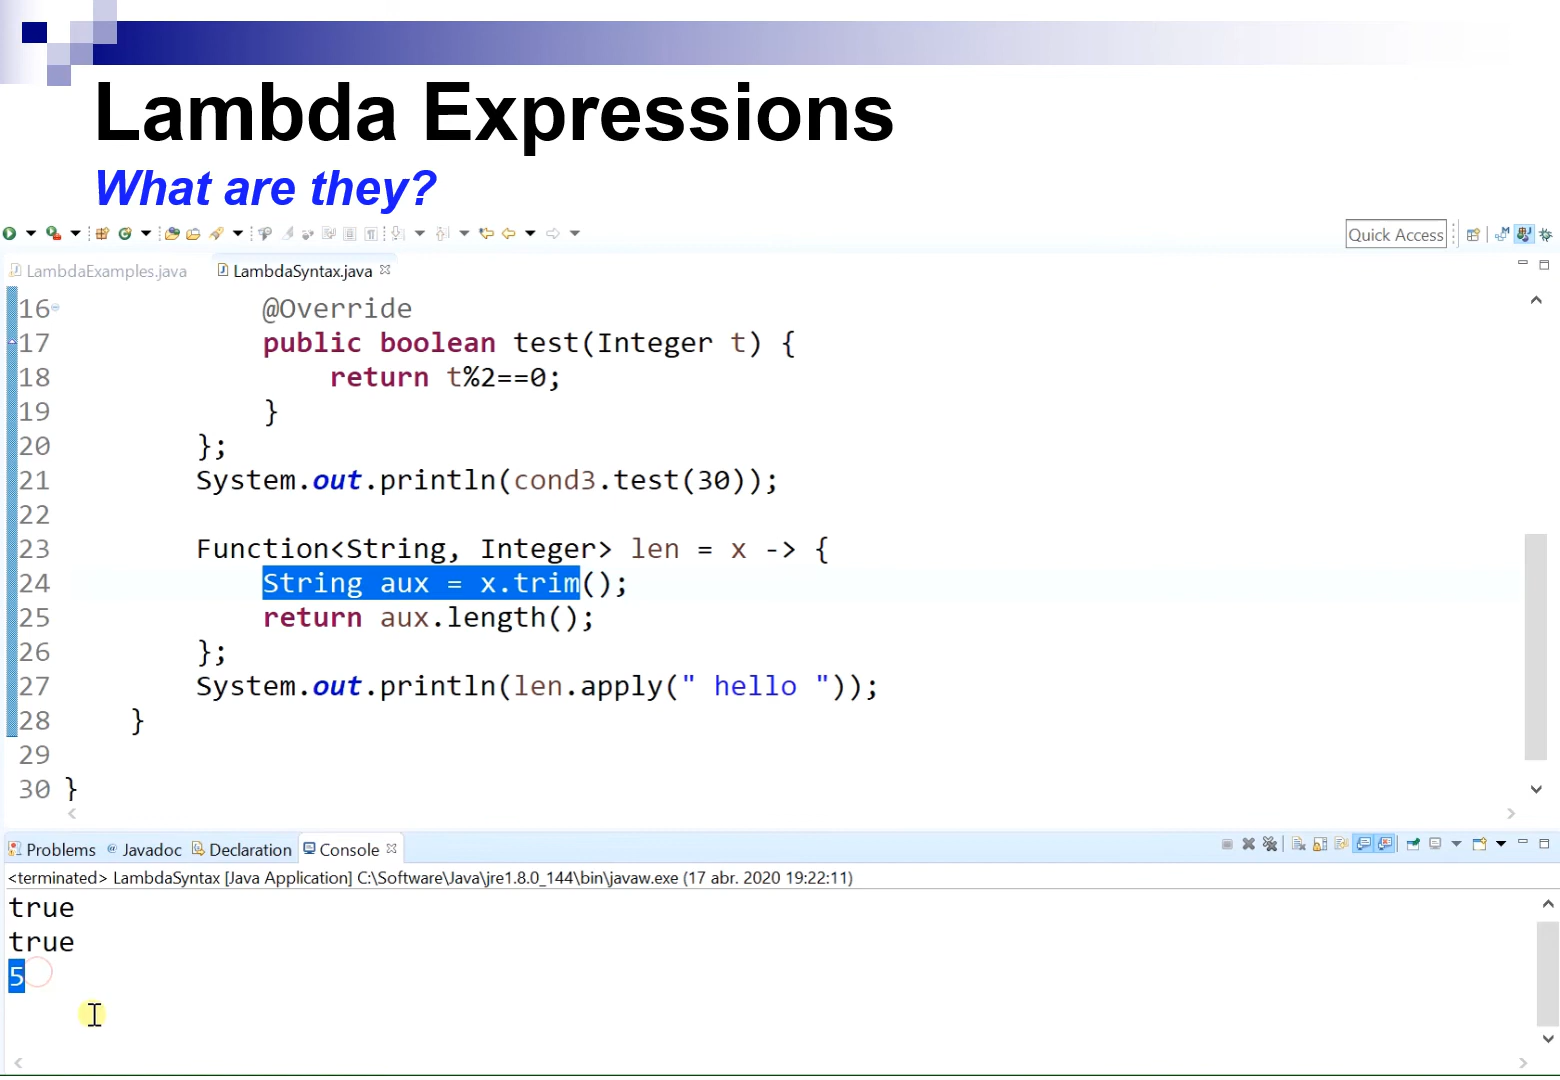 Lambda Expressions
What are they?
Quick Access
LambdaExamples.java LambdaSyntax.java
16 @Override
17 public boolean test(Integer t) {
18 return t%2==0;
19 }
20 };
21 System.out.println(cond3.test(30));
22
23 Function<String, Integer> len = x -> {
24 String aux = x.trim();
25 return aux.length();
26 };
27 System.out.println(len.apply(" hello "));
28 }
29
30 }
Problems @ Javadoc Declaration Console
<terminated> LambdaSyntax [Java Application] C:\Software\Java\jre1.8.0_144\bin\javaw.exe (17 abr. 2020 19:22:11)
true
true
5